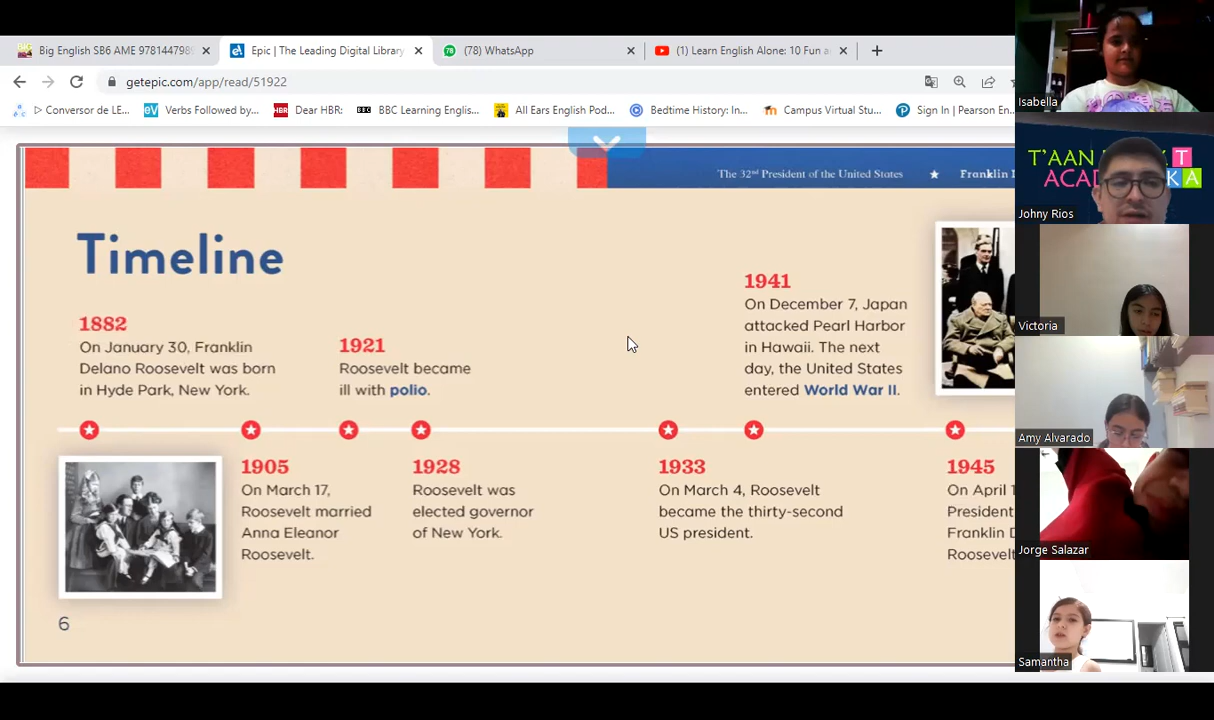 Big English SB6 AME 978144798
Epic | The Leading Digital Library
(78) WhatsApp
(1) Learn English Alone: 10 Fun a
getepic.com/app/read/51922
Conversor de LE...
Verbs Followed by...
Dear HBR:
BBC Learning Englis...
All Ears English Pod...
Bedtime History: In...
Campus Virtual Stu...
Sign In | Pearson En...
The 32nd President of the United States ★ Franklin D
Timeline
1882
On January 30, Franklin
Delano Roosevelt was born
in Hyde Park, New York.
1905
On March 17,
Roosevelt married
Anna Eleanor
Roosevelt.
1921
Roosevelt became
ill with polio.
1928
Roosevelt was
elected governor
of New York.
1933
On March 4, Roosevelt
became the thirty-second
US president.
1941
On December 7, Japan
attacked Pearl Harbor
in Hawaii. The next
day, the United States
entered World War II.
1945
On April 1
President
Franklin D
Roosevelt
6
Isabella
T'AAN
ACAD
T
KA
Johny Rios
Victoria
Amy Alvarado
Jorge Salazar
Samantha